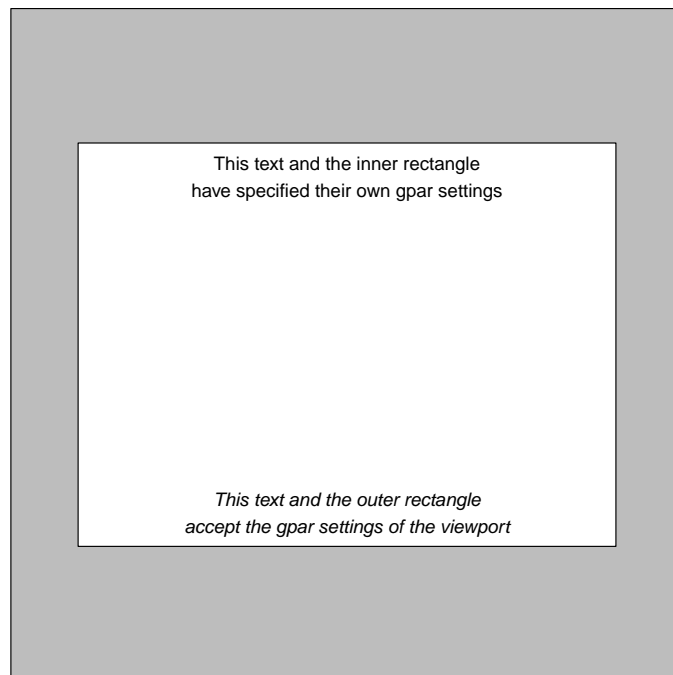 This text and the inner rectangle
have specified their own gpar settings
This text and the outer rectangle
accept the gpar settings of the viewport